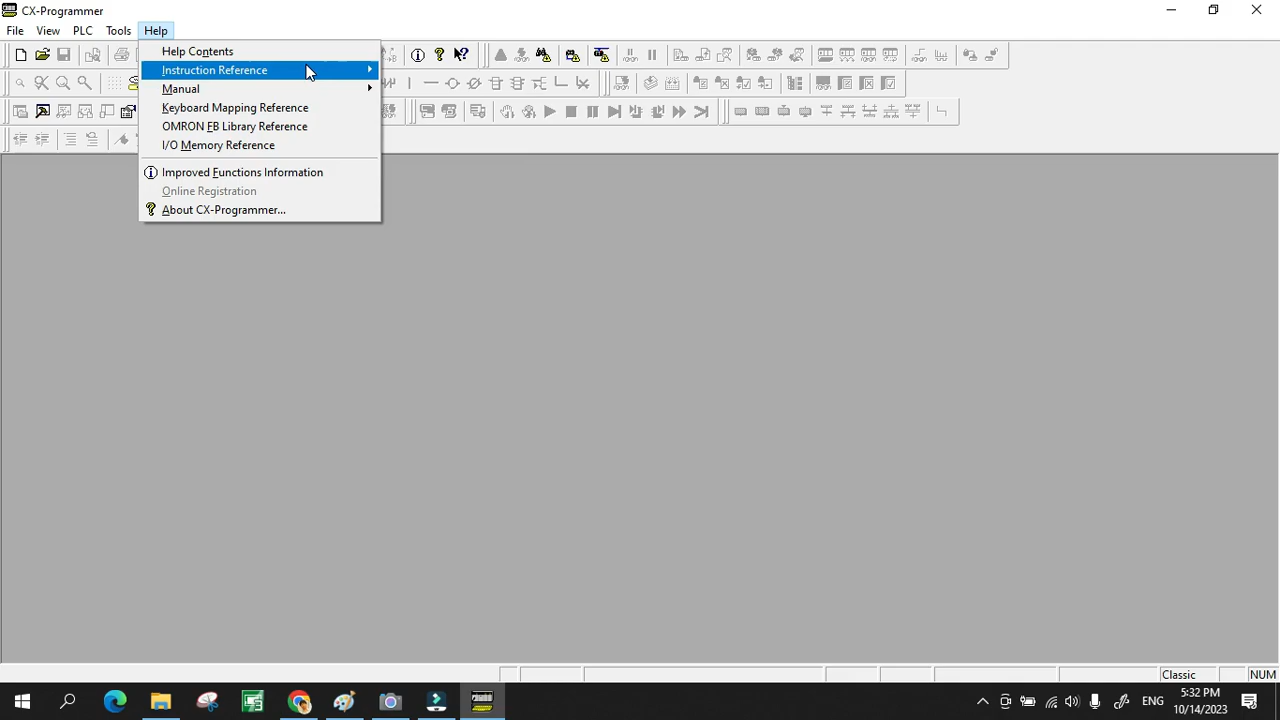 CX-Programmer
File View PLC Tools Help
Help Contents
Instruction Reference
Manual
Keyboard Mapping Reference
OMRON FB Library Reference
I/O Memory Reference
Improved Functions Information
Online Registration
About CX-Programmer...
Classic NUM
ENG
5:32 PM
10/14/2023